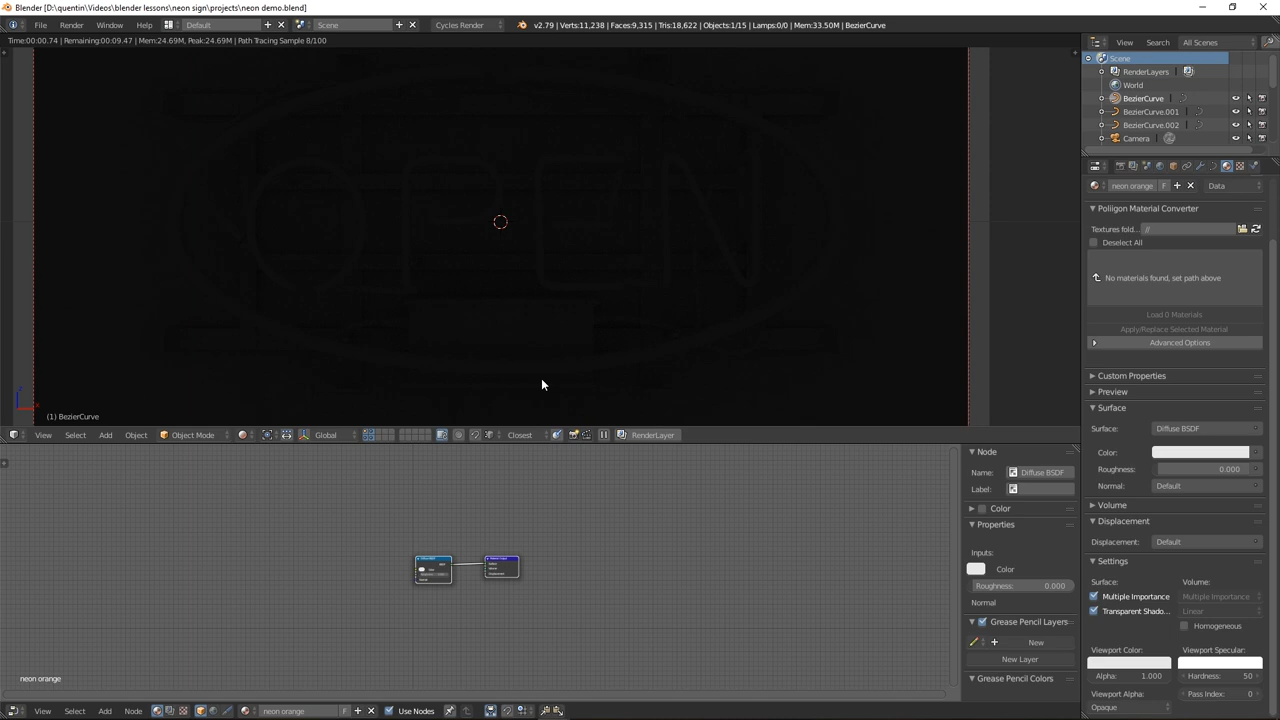 Blender [D:\quentin\Videos\blender lessons\neon sign\projects\neon demo.blend]
File Render Window Help Default Scene Cycles Render v2.79 | Verts:11,238 | Faces:9,315 | Tris:18,622 | Objects:1/15 | Lamps:0/0 | Mem:33.50M | BezierCurve
Time:00:00.74 | Remaining:00:09.47 | Mem:24.69M, Peak:24.69M | Path Tracing Sample 8/100
View Search All Scenes
Scene
RenderLayers
World
BezierCurve
BezierCurve.001
BezierCurve.002
Camera
neon orange F Data
Poliigon Material Converter
Textures fold... //
Deselect All
No materials found, set path above
Load 0 Materials
Apply/Replace Selected Material
Advanced Options
Custom Properties
Preview
Surface
Surface: Diffuse BSDF
Color:
Roughness: 0.000
Normal: Default
Volume
Displacement
Displacement: Default
Settings
Surface: Volume:
Multiple Importance Multiple Importance
Transparent Shado... Linear
Homogeneous
Viewport Color: Viewport Specular:
Alpha: 1.000 Hardness: 50
Viewport Alpha: Pass Index: 0
Opaque
OPEN
(1) BezierCurve
View Select Add Object Object Mode Global Closest RenderLayer
Node
Name: Diffuse BSDF
Label:
Color
Properties
Inputs:
Color
Roughness: 0.000
Normal
Grease Pencil Layers
New
New Layer
Grease Pencil Colors
neon orange
View Select Add Node neon orange F Use Nodes